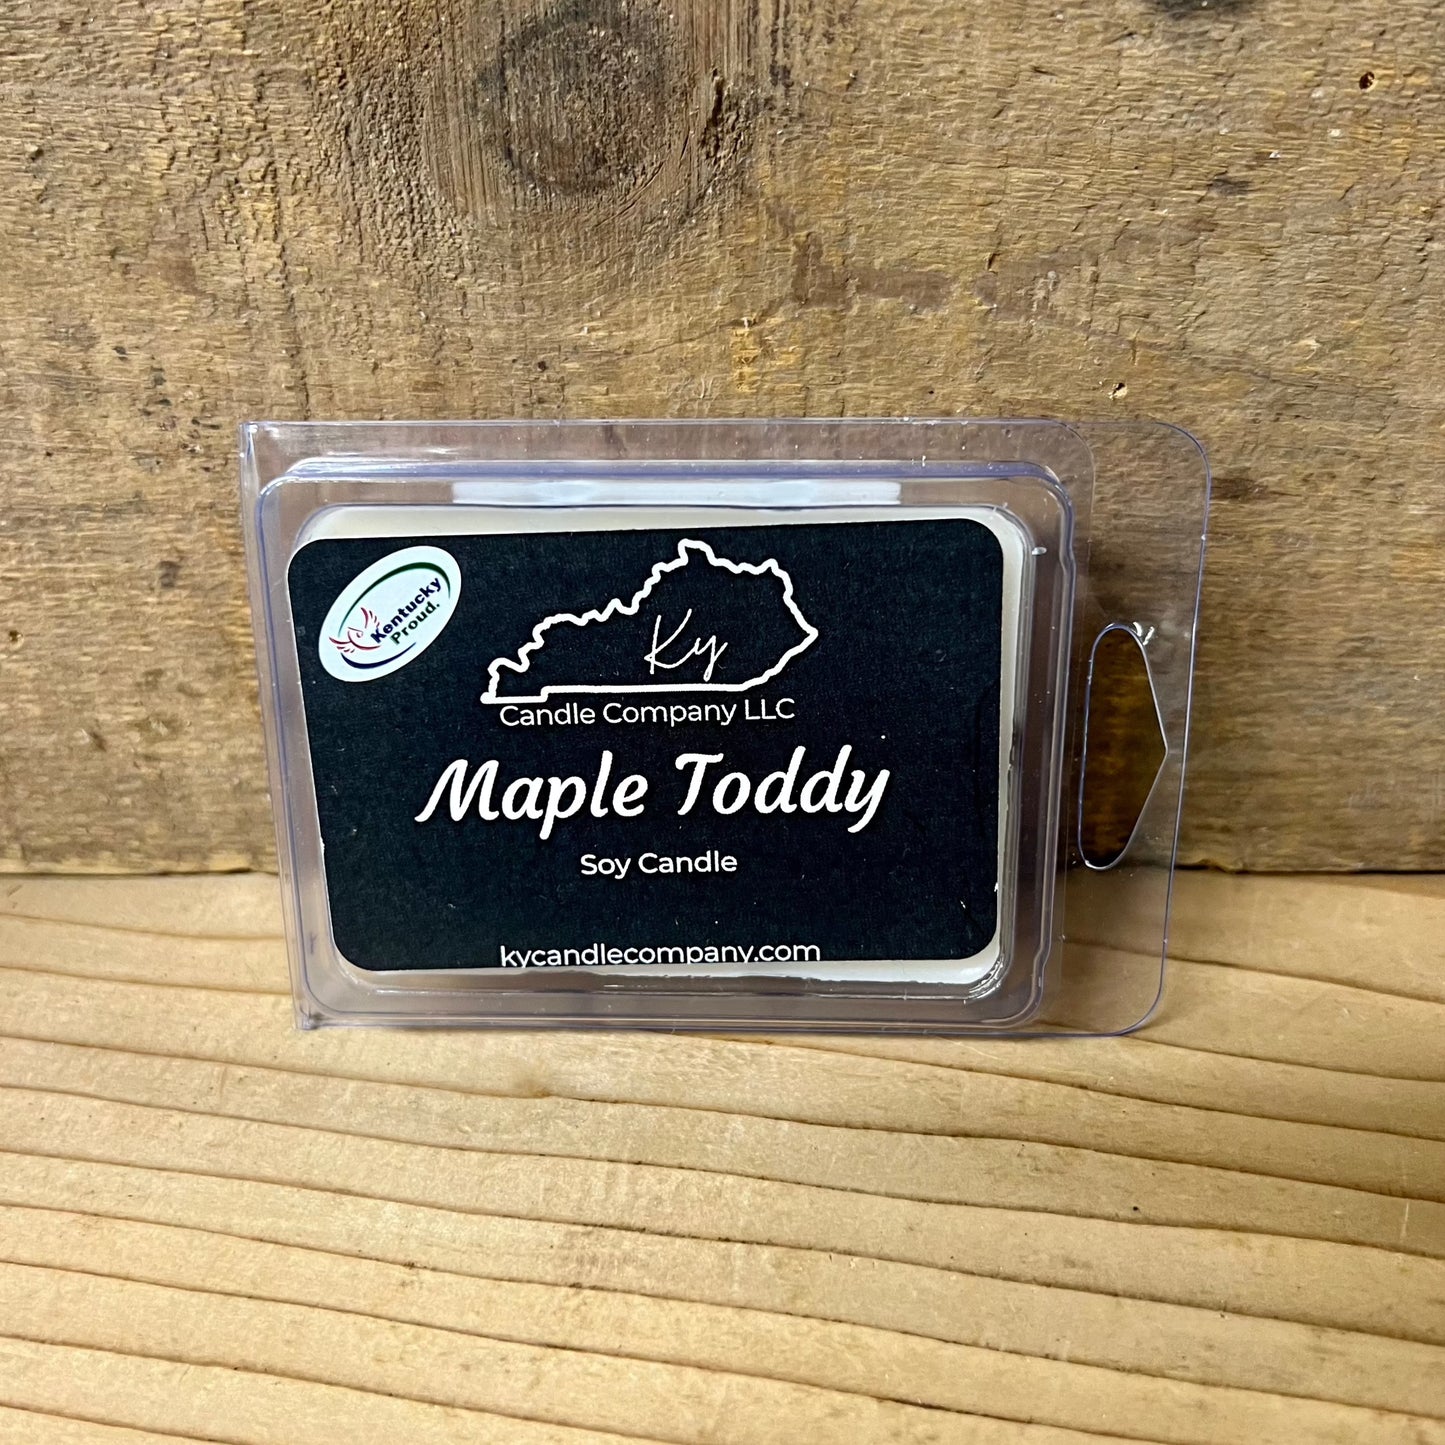 Kentucky
Proud.
Ky
Candle Company LLC
Maple Toddy
Soy Candle
kycandlecompany.com